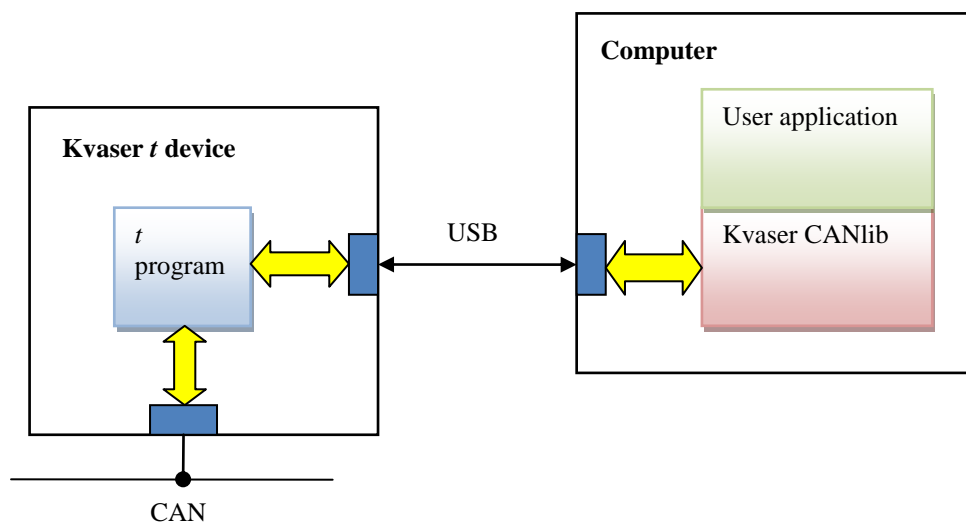 Computer
User application
Kvaser CANlib
Kvaser t device
t
program
USB
CAN